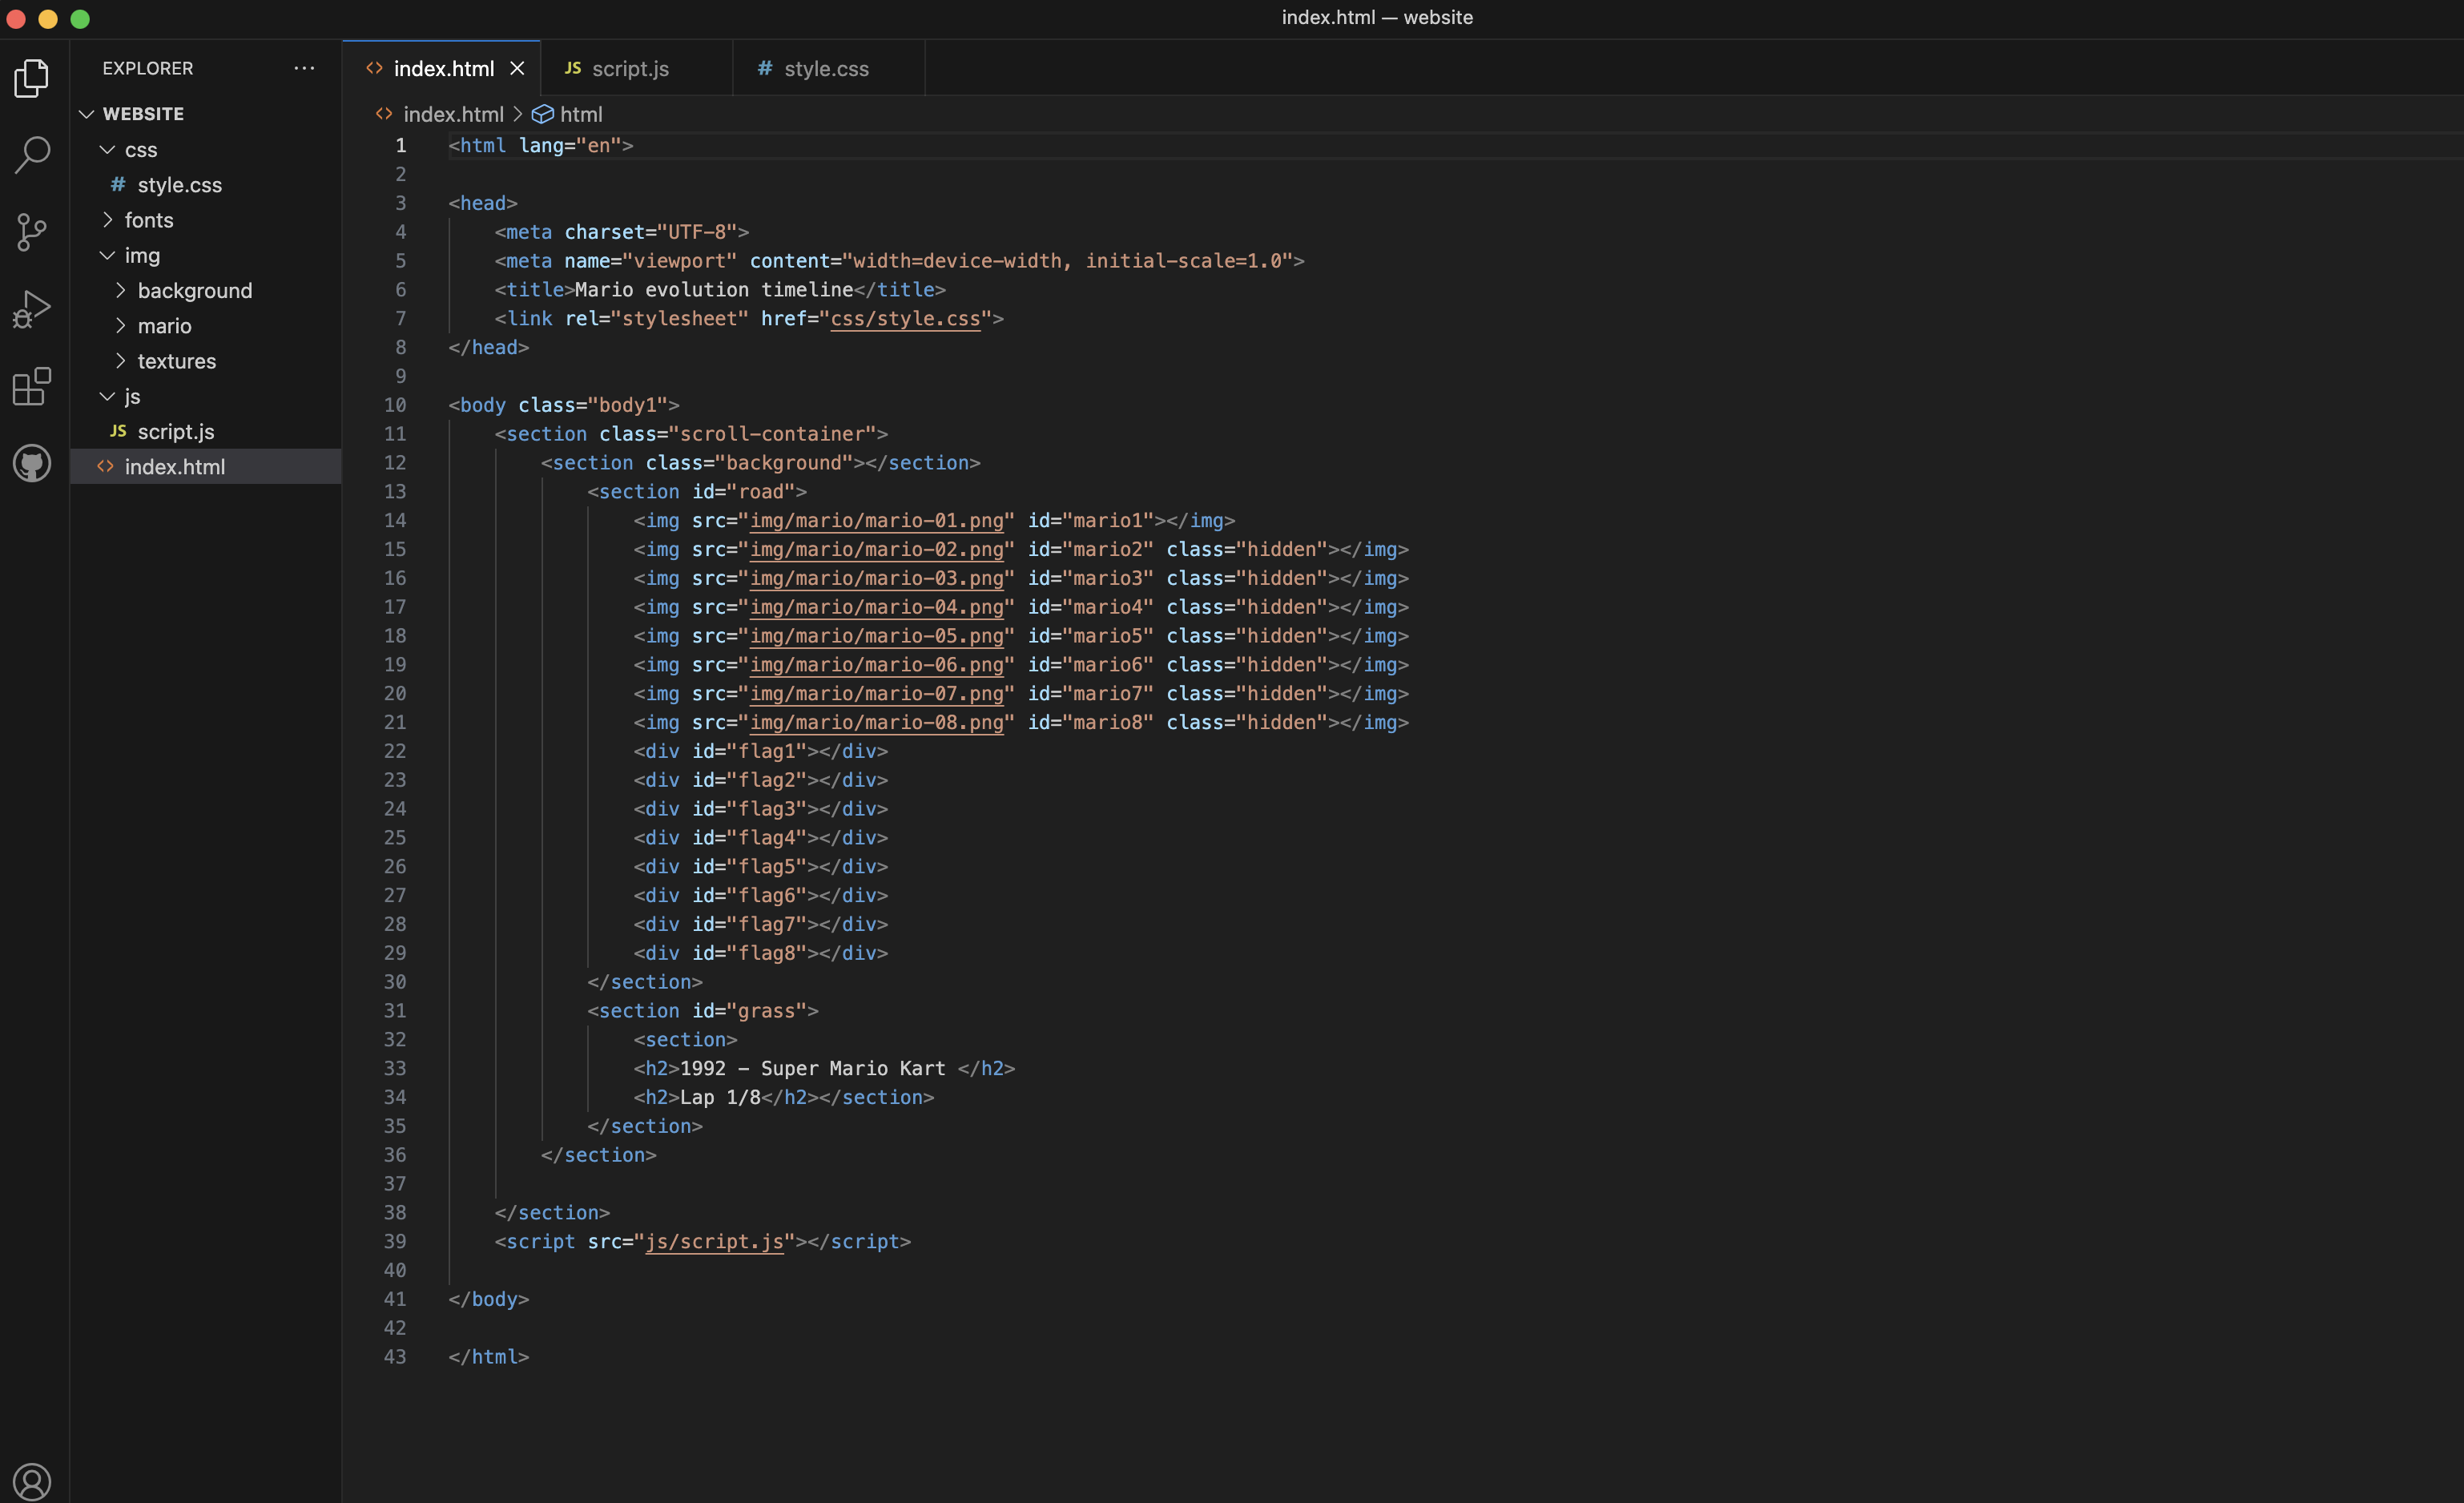 index.html — website
EXPLORER ...
WEBSITE
css
# style.css
fonts
img
background
mario
textures
js
JS script.js
<> index.html
<> index.html × JS script.js # style.css
<> index.html > html
1 <html lang="en">
2
3 <head>
4 <meta charset="UTF-8">
5 <meta name="viewport" content="width=device-width, initial-scale=1.0">
6 <title>Mario evolution timeline</title>
7 <link rel="stylesheet" href="css/style.css">
8 </head>
9
10 <body class="body1">
11 <section class="scroll-container">
12 <section class="background"></section>
13 <section id="road">
14 <img src="img/mario/mario-01.png" id="mario1"></img>
15 <img src="img/mario/mario-02.png" id="mario2" class="hidden"></img>
16 <img src="img/mario/mario-03.png" id="mario3" class="hidden"></img>
17 <img src="img/mario/mario-04.png" id="mario4" class="hidden"></img>
18 <img src="img/mario/mario-05.png" id="mario5" class="hidden"></img>
19 <img src="img/mario/mario-06.png" id="mario6" class="hidden"></img>
20 <img src="img/mario/mario-07.png" id="mario7" class="hidden"></img>
21 <img src="img/mario/mario-08.png" id="mario8" class="hidden"></img>
22 <div id="flag1"></div>
23 <div id="flag2"></div>
24 <div id="flag3"></div>
25 <div id="flag4"></div>
26 <div id="flag5"></div>
27 <div id="flag6"></div>
28 <div id="flag7"></div>
29 <div id="flag8"></div>
30 </section>
31 <section id="grass">
32 <section>
33 <h2>1992 - Super Mario Kart </h2>
34 <h2>Lap 1/8</h2></section>
35 </section>
36 </section>
37
38 </section>
39 <script src="js/script.js"></script>
40
41 </body>
42
43 </html>